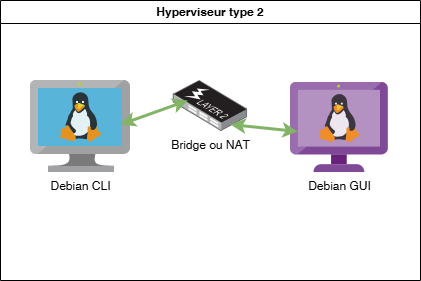 Hyperviseur type 2
LAYER 2
Bridge ou NAT
Debian CLI
Debian GUI